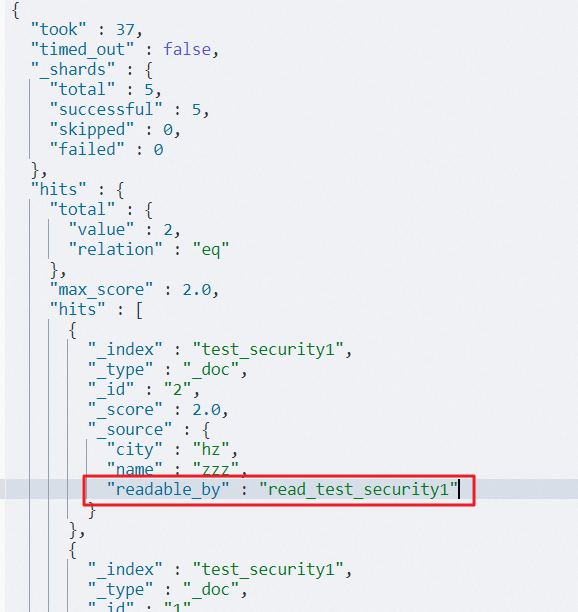 {
"took" : 37,
"timed_out" : false,
"_shards" : {
"total" : 5,
"successful" : 5,
"skipped" : 0,
"failed" : 0
},
"hits" : {
"total" : {
"value" : 2,
"relation" : "eq"
},
"max_score" : 2.0,
"hits" : [
{
"_index" : "test_security1",
"_type" : "_doc",
"_id" : "2",
"_score" : 2.0,
"_source" : {
"city" : "hz",
"name" : "zzz",
"readable_by" : "read_test_security1"
}
},
{
"_index" : "test_security1",
"_type" : "_doc",
"_id" : "1",